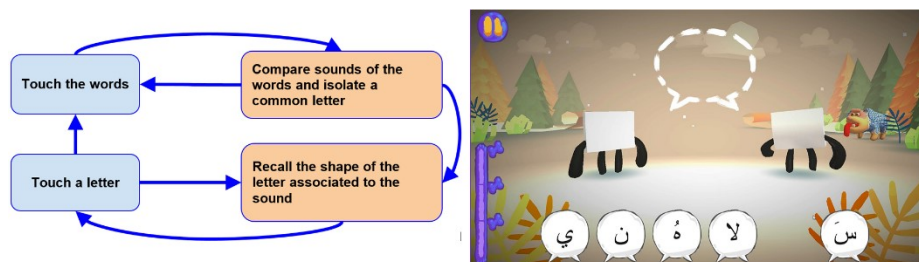 Touch the words
Compare sounds of the
words and isolate a
common letter
Touch a letter
Recall the shape of the
letter associated to the
sound
ي
ن
هُ
لا
سَ